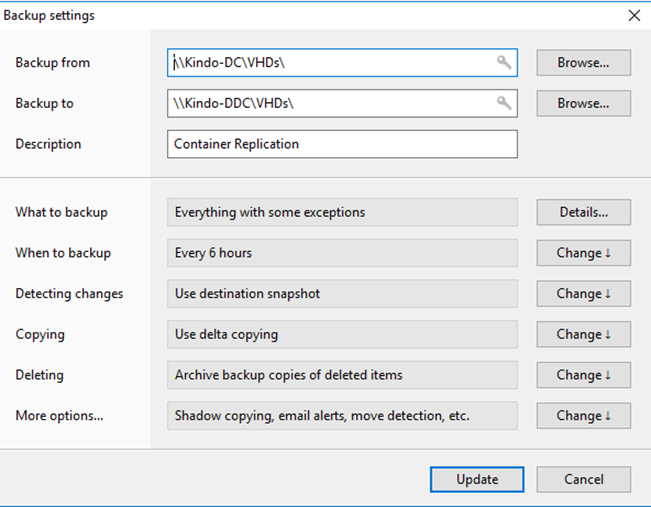 Backup settings
Backup from \\Kindo-DC\VHDs\ Browse...
Backup to \\Kindo-DDC\VHDs\ Browse...
Description Container Replication
What to backup Everything with some exceptions Details...
When to backup Every 6 hours Change ↓
Detecting changes Use destination snapshot Change ↓
Copying Use delta copying Change ↓
Deleting Archive backup copies of deleted items Change ↓
More options... Shadow copying, email alerts, move detection, etc. Change ↓
Update Cancel